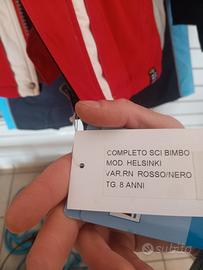 COMPLETO SCI BIMBO
MOD. HELSINKI
VAR.RN ROSSO/NERO
TG. 8 ANNI
subito